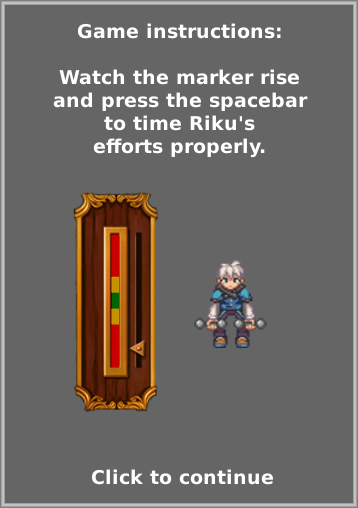 Game instructions:
Watch the marker rise
and press the spacebar
to time Riku's
efforts properly.
Click to continue